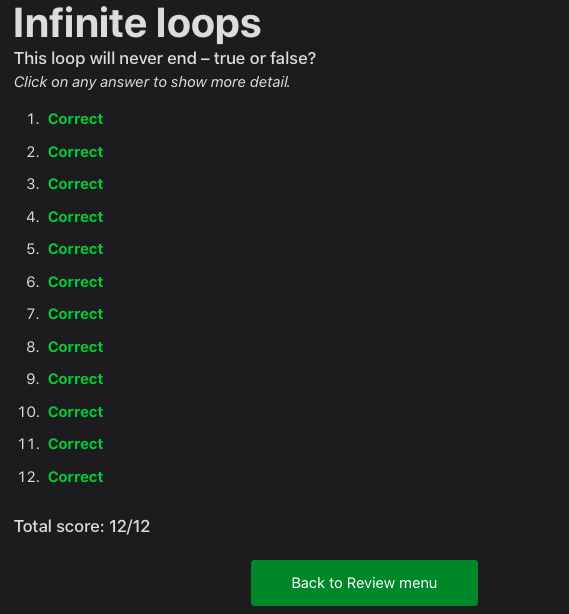 Infinite loops
This loop will never end – true or false?
Click on any answer to show more detail.
1. Correct
2. Correct
3. Correct
4. Correct
5. Correct
6. Correct
7. Correct
8. Correct
9. Correct
10. Correct
11. Correct
12. Correct
Total score: 12/12
Back to Review menu